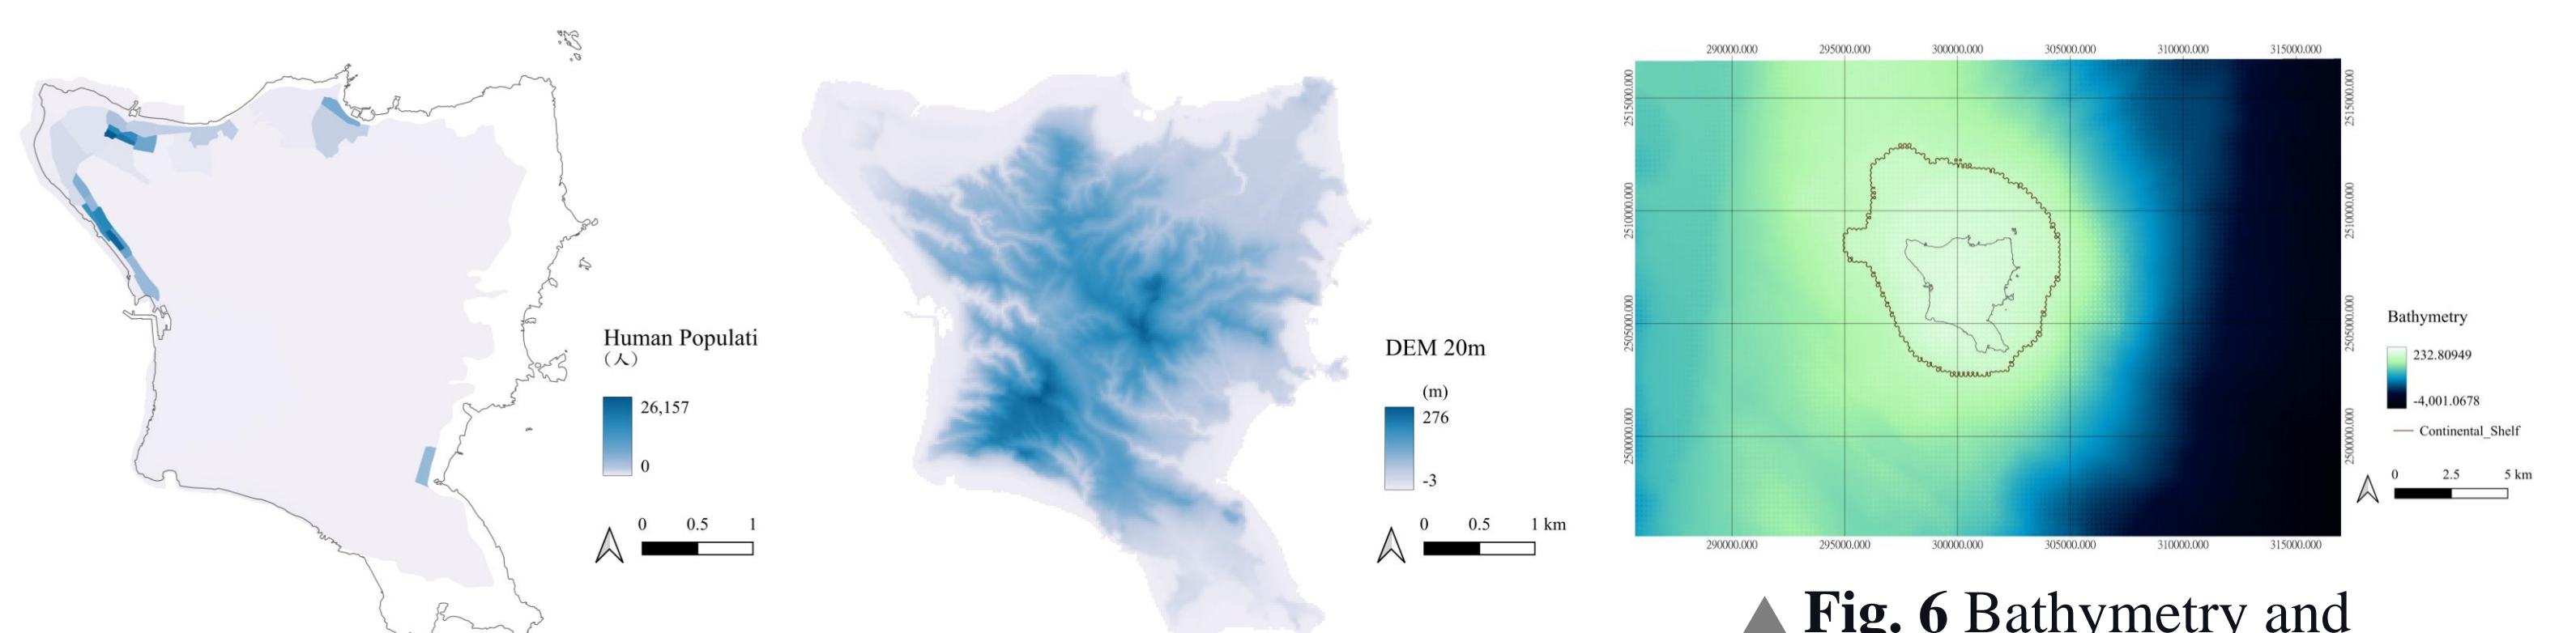 Human Populati
(人)
26,157
0
0 0.5 1
DEM 20m
(m)
276
-3
0 0.5 1 km
290000.000 295000.000 300000.000 305000.000 310000.000 315000.000
2515000.000 2515000.000
2510000.000 2510000.000
2505000.000 2505000.000
2500000.000 2500000.000
290000.000 295000.000 300000.000 305000.000 310000.000 315000.000
Bathymetry
232.80949
-4,001.0678
Continental_Shelf
0 2.5 5 km
▲ Fig. 6 Bathymetry and